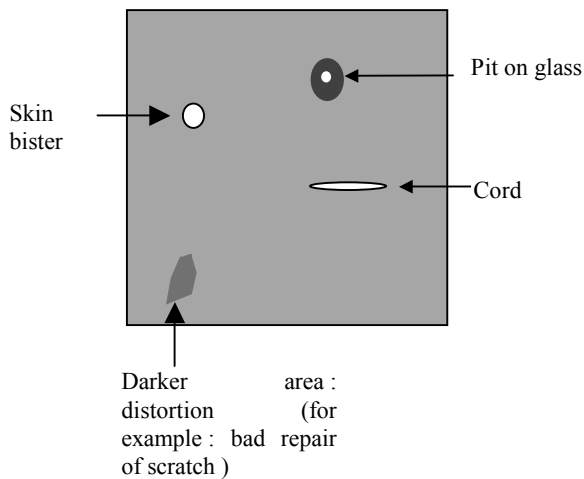 Pit on glass
Skin
bister
Cord
Darker area :
distortion (for
example : bad repair
of scratch )